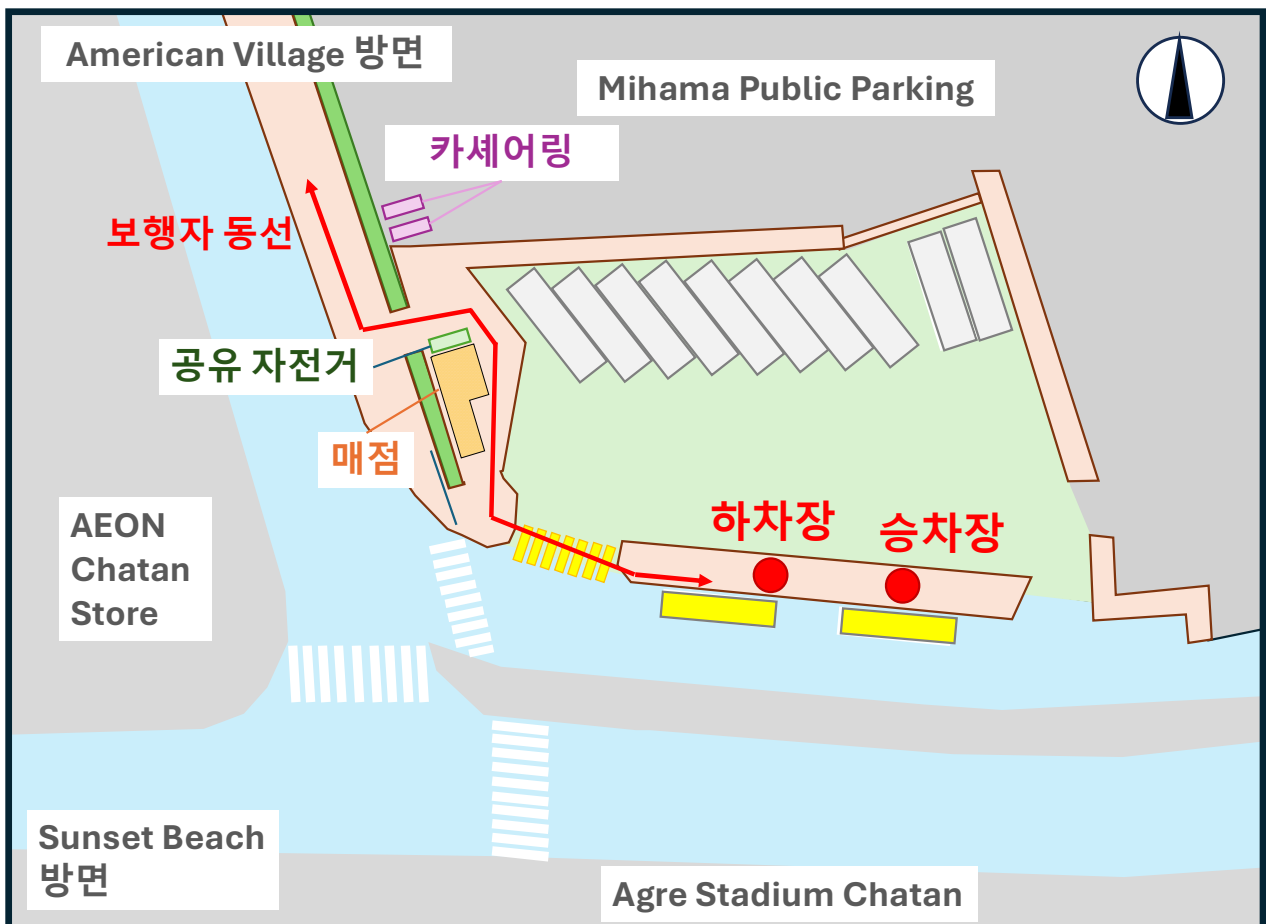 American Village 방면
Mihama Public Parking
카셰어링
보행자 동선
공유 자전거
매점
하차장
승차장
AEON
Chatan
Store
Sunset Beach
방면
Agre Stadium Chatan